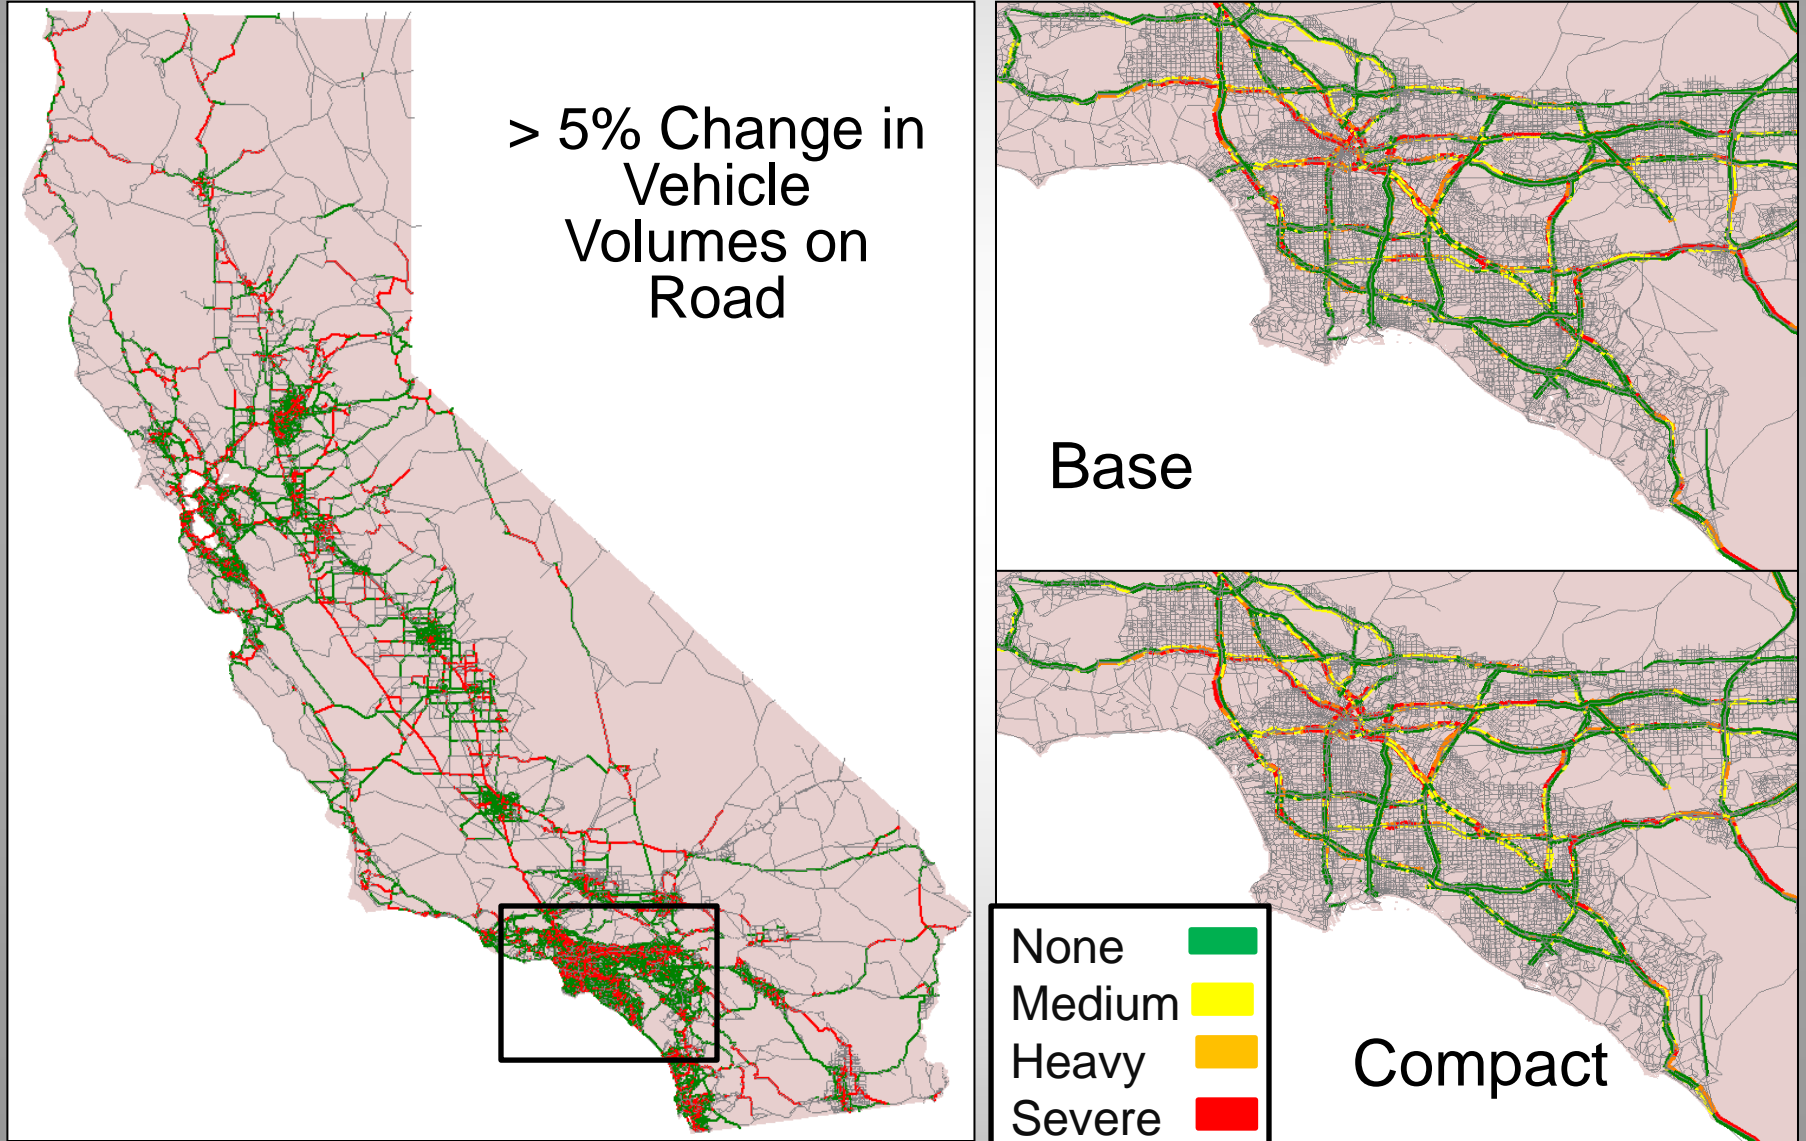 > 5% Change in
Vehicle
Volumes on
Road
Base
None
Medium
Heavy
Severe
Compact